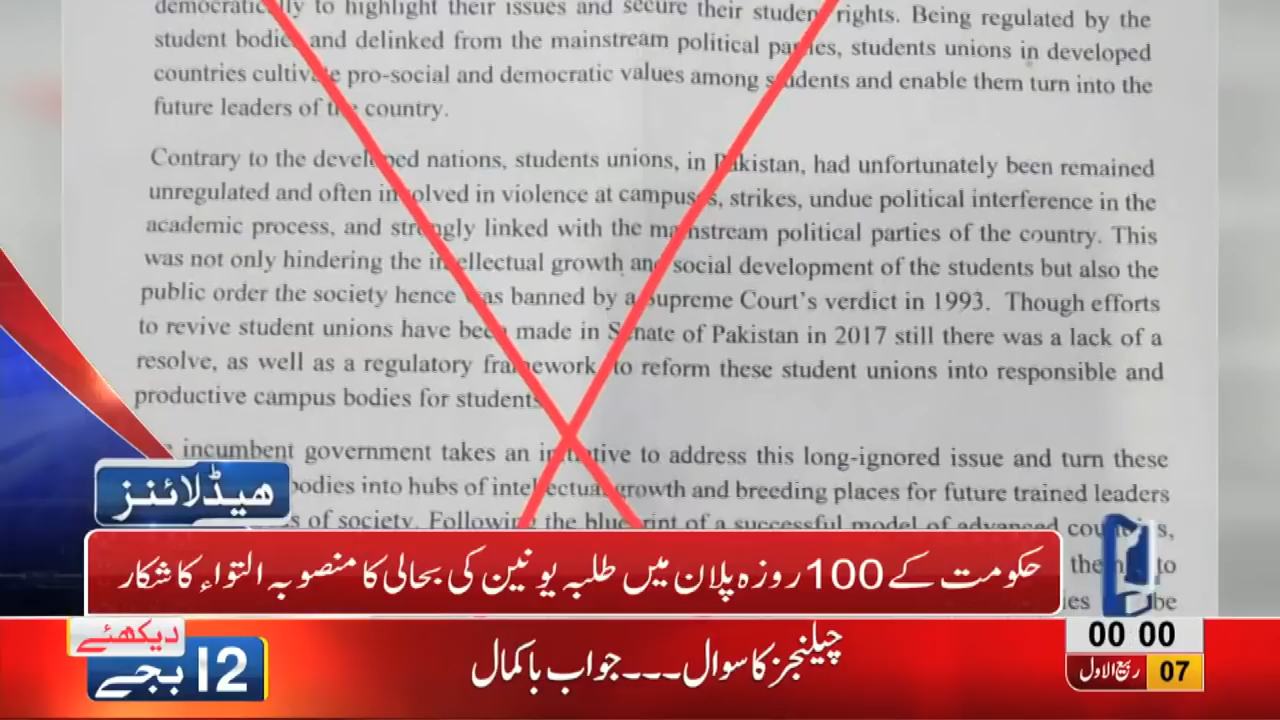 democratically to highlight their issues and secure their student rights. Being regulated by the
student bodies and delinked from the mainstream political parties, students unions in developed
countries cultivate pro-social and democratic values among students and enable them turn into the
future leaders of the country.
Contrary to the developed nations, students unions, in Pakistan, had unfortunately been remained
unregulated and often involved in violence at campuses, strikes, undue political interference in the
academic process, and strongly linked with the mainstream political parties of the country. This
was not only hindering the intellectual growth and social development of the students but also the
public order the society hence was banned by a Supreme Court's verdict in 1993. Though efforts
to revive student unions have been made in Senate of Pakistan in 2017 still there was a lack of a
resolve, as well as a regulatory framework, to reform these student unions into responsible and
productive campus bodies for students
incumbent government takes an initiative to address this long-ignored issue and turn these
bodies into hubs of intellectual growth and breeding places for future trained leaders
of society. Following the blueprint of a successful model of advanced countries,
them to
be
ھیڈلائنز
حکومت کے 100 روزہ پلان میں طلبہ یونین کی بحالی کا منصوبہ التواء کا شکار
دیکھئے
12 بجے
چیلنجز کا سوال۔۔۔جواب باکمال
00 00
07 ربیع الاول